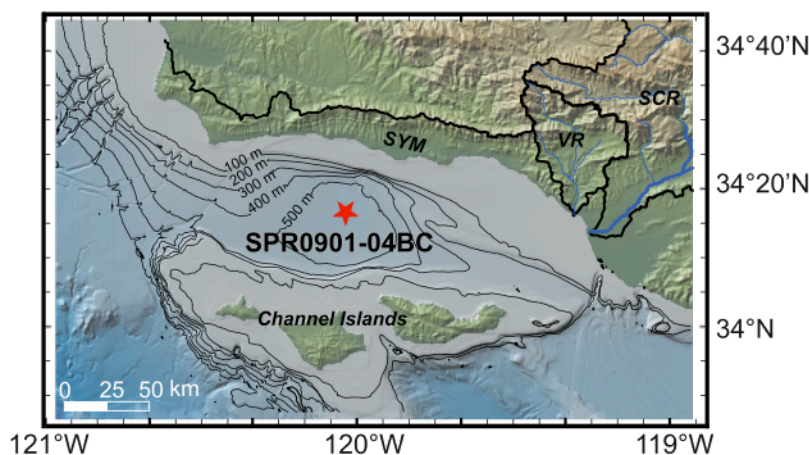 34°40'N
SCR
VR
SYM
100 m
200 m
300 m
400 m
500 m
34°20'N
SPR0901-04BC
Channel Islands
34°N
0 25 50 km
121°W 120°W 119°W